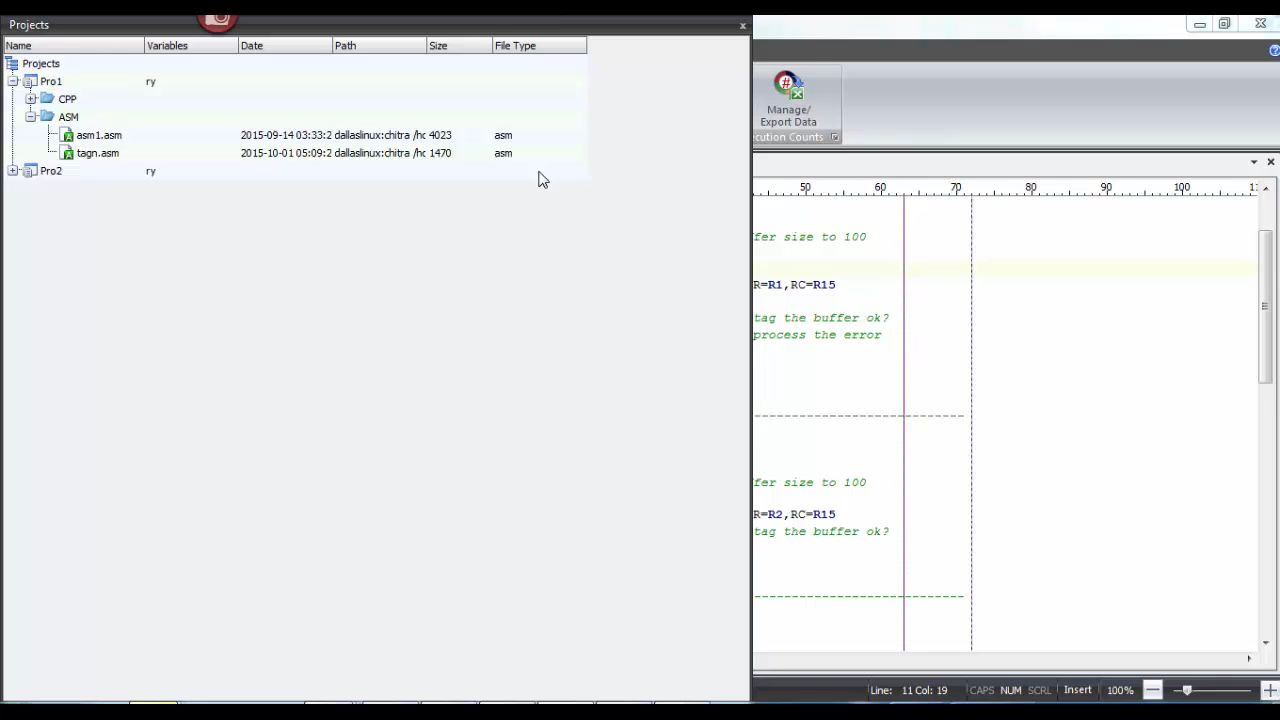 Projects
Name Variables Date Path Size File Type
Projects
Pro1 ry
CPP
ASM
asm1.asm 2015-09-14 03:33:2 dallaslinux:chitra /hc 4023 asm
tagn.asm 2015-10-01 05:09:2 dallaslinux:chitra /hc 1470 asm
Pro2 ry
Manage/
Export Data
cution Counts
50 60 70 80 90 100 11
fer size to 100
R=R1,RC=R15
tag the buffer ok?
process the error
fer size to 100
R=R2,RC=R15
tag the buffer ok?
Line: 11 Col: 19 CAPS NUM SCRL Insert 100%